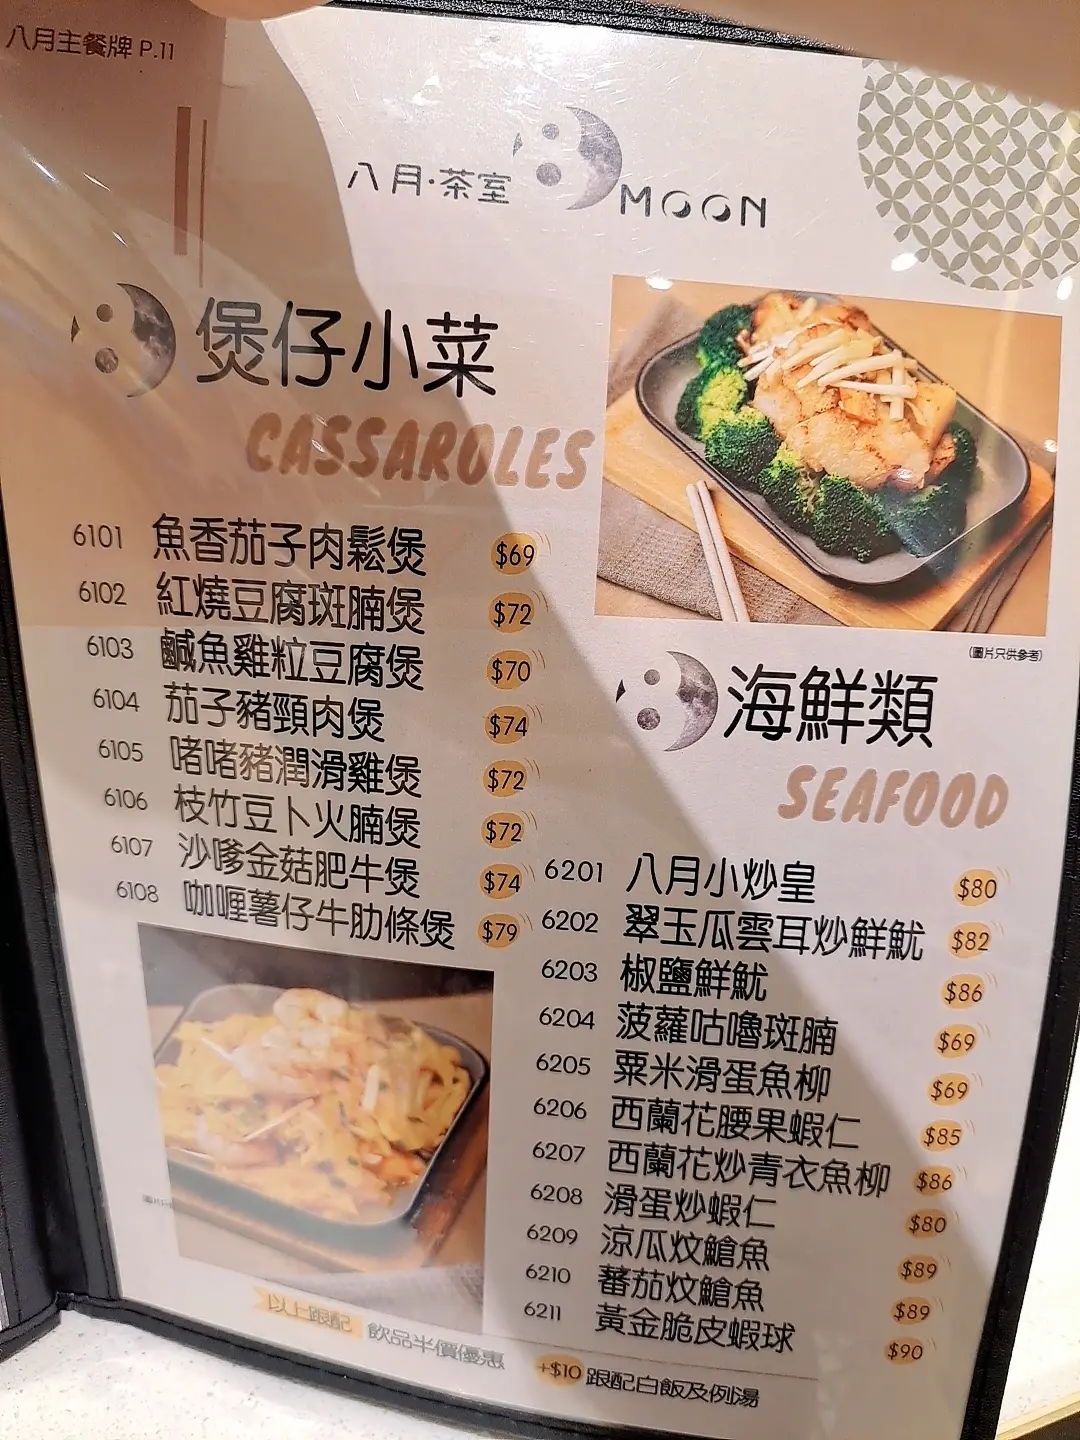 八月主餐牌 P.11
八月·茶室 MOON
煲仔小菜
CASSAROLES
6101 魚香茄子肉鬆煲 $69
6102 紅燒豆腐斑腩煲 $72
6103 鹹魚雞粒豆腐煲 $70
6104 茄子豬頸肉煲 $74
6105 啫啫豬潤滑雞煲 $72
6106 枝竹豆卜火腩煲 $72
6107 沙嗲金菇肥牛煲 $74
6108 咖喱薯仔牛肋條煲 $79
(圖片只供參考)
海鮮類
SEAFOOD
6201 八月小炒皇 $80
6202 翠玉瓜雲耳炒鮮魷 $82
6203 椒鹽鮮魷 $86
6204 菠蘿咕嚕斑腩 $69
6205 粟米滑蛋魚柳 $69
6206 西蘭花腰果蝦仁 $85
6207 西蘭花炒青衣魚柳 $86
6208 滑蛋炒蝦仁 $80
6209 涼瓜炆鱠魚 $89
6210 蕃茄炆鱠魚 $89
6211 黃金脆皮蝦球 $90
以上跟配 飲品半價優惠
+$10 跟配白飯及例湯